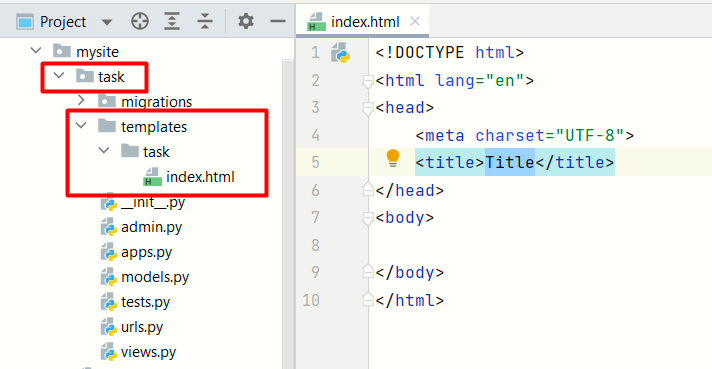 Project
mysite
task
migrations
templates
task
index.html
__init__.py
admin.py
apps.py
models.py
tests.py
urls.py
views.py
index.html
1 <!DOCTYPE html>
2 <html lang="en">
3 <head>
4 <meta charset="UTF-8">
5 <title>Title</title>
6 </head>
7 <body>
8
9 </body>
10 </html>